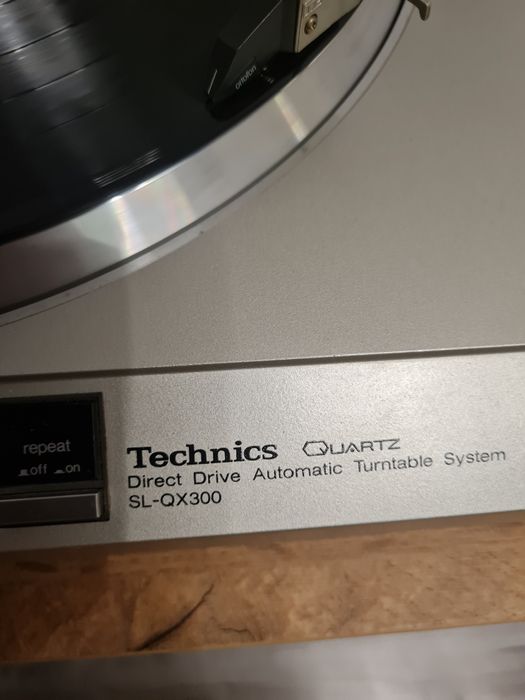 ortofon
repeat
off on
Technics QUARTZ
Direct Drive Automatic Turntable System
SL-QX300